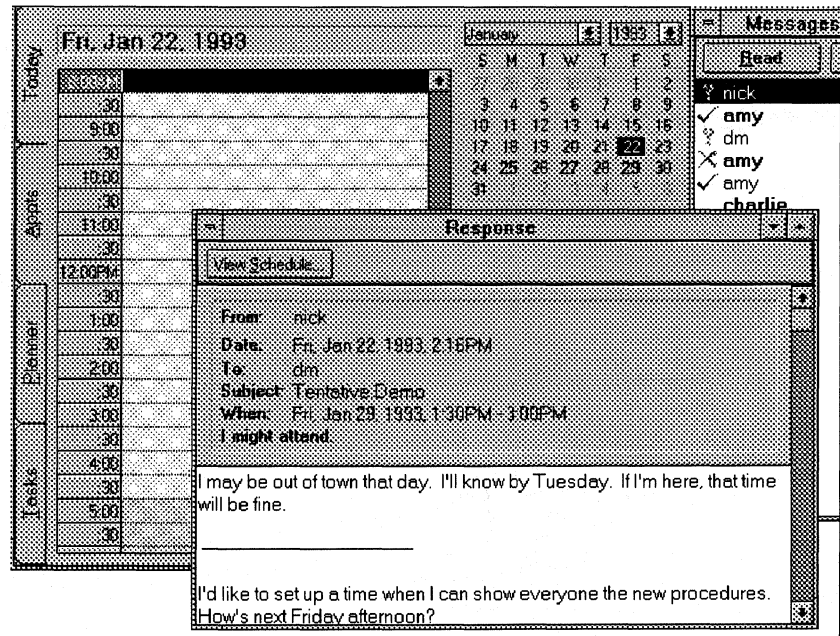 Fri, Jan 22, 1993
Today
Appts
Planner
Tasks
30
9:00
30
10:00
30
11:00
30
12:00PM
30
1:00
30
2:00
30
3:00
30
4:00
30
5:00
30
January 1993
S M T W T F S
1 2
3 4 5 6 7 8 9
10 11 12 13 14 15 16
17 18 19 20 21 22 23
24 25 26 27 28 29 30
31
Messages
Read
nick
amy
dm
amy
amy
charlie
Response
View Schedule...
From: nick
Date: Fri, Jan 22, 1993, 2:16PM
To: dm
Subject: Tentative Demo
When: Fri, Jan 29, 1993, 1:30PM - 3:00PM
I might attend.
I may be out of town that day. I'll know by Tuesday. If I'm here, that time
will be fine.
I'd like to set up a time when I can show everyone the new procedures.
How's next Friday afternoon?